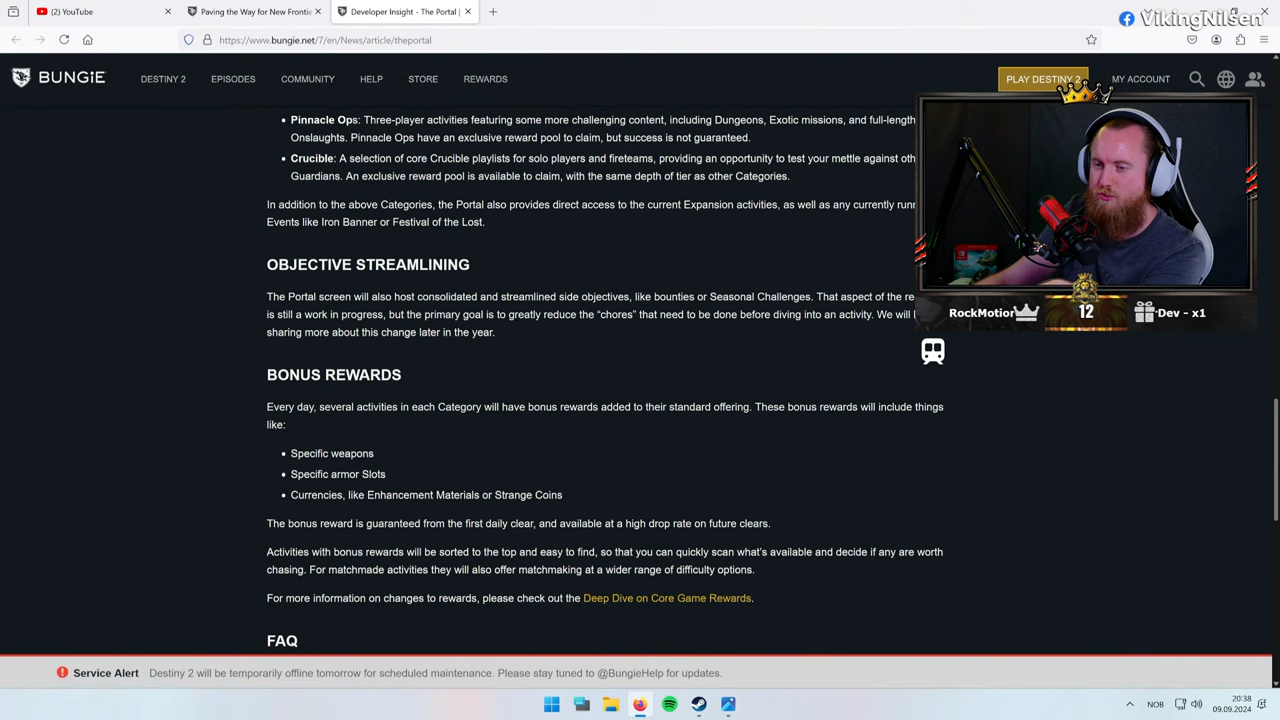 (2) YouTube
Paving the Way for New Frontie
Developer Insight - The Portal |
VikingNilsen
https://www.bungie.net/7/en/News/article/theportal
BUNGiE
DESTINY 2
EPISODES
COMMUNITY
HELP
STORE
REWARDS
PLAY DESTINY 2
MY ACCOUNT
• Pinnacle Ops: Three-player activities featuring some more challenging content, including Dungeons, Exotic missions, and full-length
Onslaughts. Pinnacle Ops have an exclusive reward pool to claim, but success is not guaranteed.
• Crucible: A selection of core Crucible playlists for solo players and fireteams, providing an opportunity to test your mettle against oth
Guardians. An exclusive reward pool is available to claim, with the same depth of tier as other Categories.
In addition to the above Categories, the Portal also provides direct access to the current Expansion activities, as well as any currently runn
Events like Iron Banner or Festival of the Lost.
OBJECTIVE STREAMLINING
The Portal screen will also host consolidated and streamlined side objectives, like bounties or Seasonal Challenges. That aspect of the re
is still a work in progress, but the primary goal is to greatly reduce the “chores” that need to be done before diving into an activity. We will
sharing more about this change later in the year.
RockMotion
12
Dev - x1
BONUS REWARDS
Every day, several activities in each Category will have bonus rewards added to their standard offering. These bonus rewards will include things
like:
• Specific weapons
• Specific armor Slots
• Currencies, like Enhancement Materials or Strange Coins
The bonus reward is guaranteed from the first daily clear, and available at a high drop rate on future clears.
Activities with bonus rewards will be sorted to the top and easy to find, so that you can quickly scan what’s available and decide if any are worth
chasing. For matchmade activities they will also offer matchmaking at a wider range of difficulty options.
For more information on changes to rewards, please check out the Deep Dive on Core Game Rewards.
FAQ
Service Alert Destiny 2 will be temporarily offline tomorrow for scheduled maintenance. Please stay tuned to @BungieHelp for updates.
NOB
20:38
09.09.2024